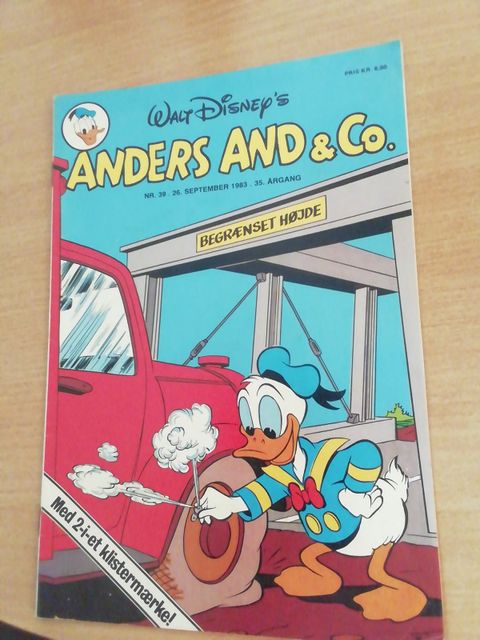 PRIS KR. 6,00
WALT DISNEY'S
ANDERS AND & Co.
NR. 39 . 26. SEPTEMBER 1983 . 35. ÅRGANG
BEGRÆNSET HØJDE
Med 2-i-et klistermærke!